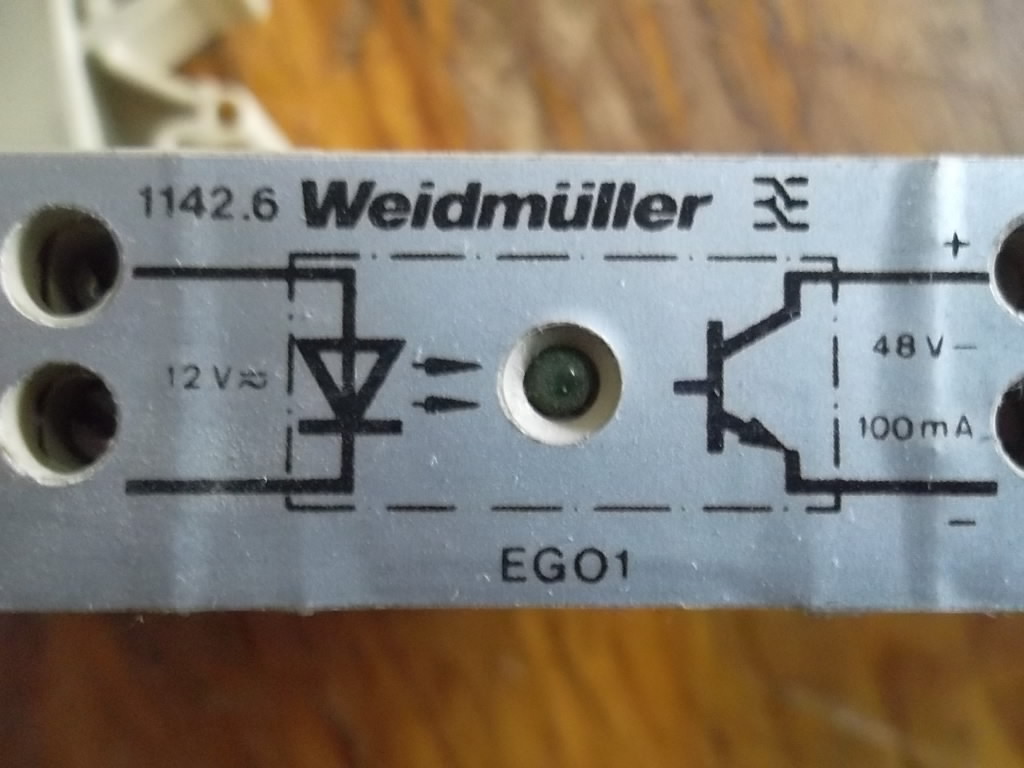 1142.6 Weidmüller
+
12 V≂ 48 V–
100 mA
–
EGO1